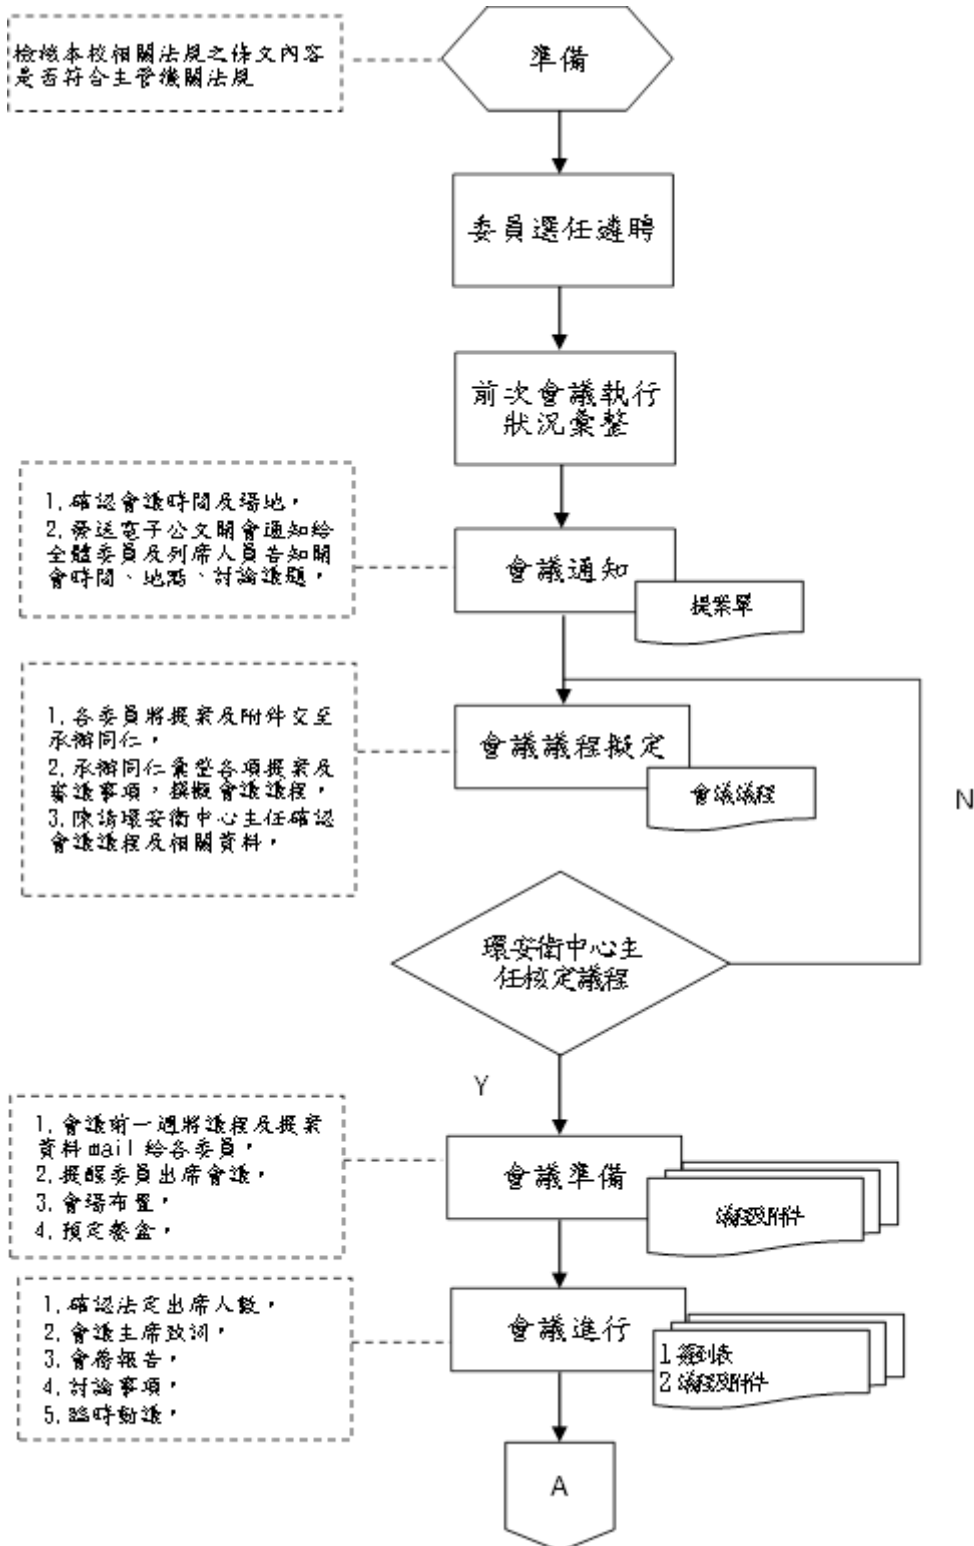 檢核本校相關法規之條文內容
是否符合主管機關法規
準備
委員選任遴聘
前次會議執行
狀況彙整
1.確認會議時間及場地，
2.發送電子公文開會通知給
全體委員及列席人員告知開
會時間、地點、討論議題，
會議通知
提案單
1.各委員將提案及附件交至
承辦同仁，
2.承辦同仁彙整各項提案及
審議事項，撰擬會議議程，
3.陳請環安衛中心主任確認
會議議程及相關資料，
會議議程擬定
會議議程
N
環安衛中心主
任核定議程
Y
1.會議前一週將議程及提案
資料mail給各委員，
2.提醒委員出席會議，
3.會場布置，
4.預定餐盒，
會議準備
議程及附件
1.確認法定出席人數，
2.會議主席致詞，
3.會務報告，
4.討論事項，
5.臨時動議，
會議進行
1.簽到表
2.議程及附件
A